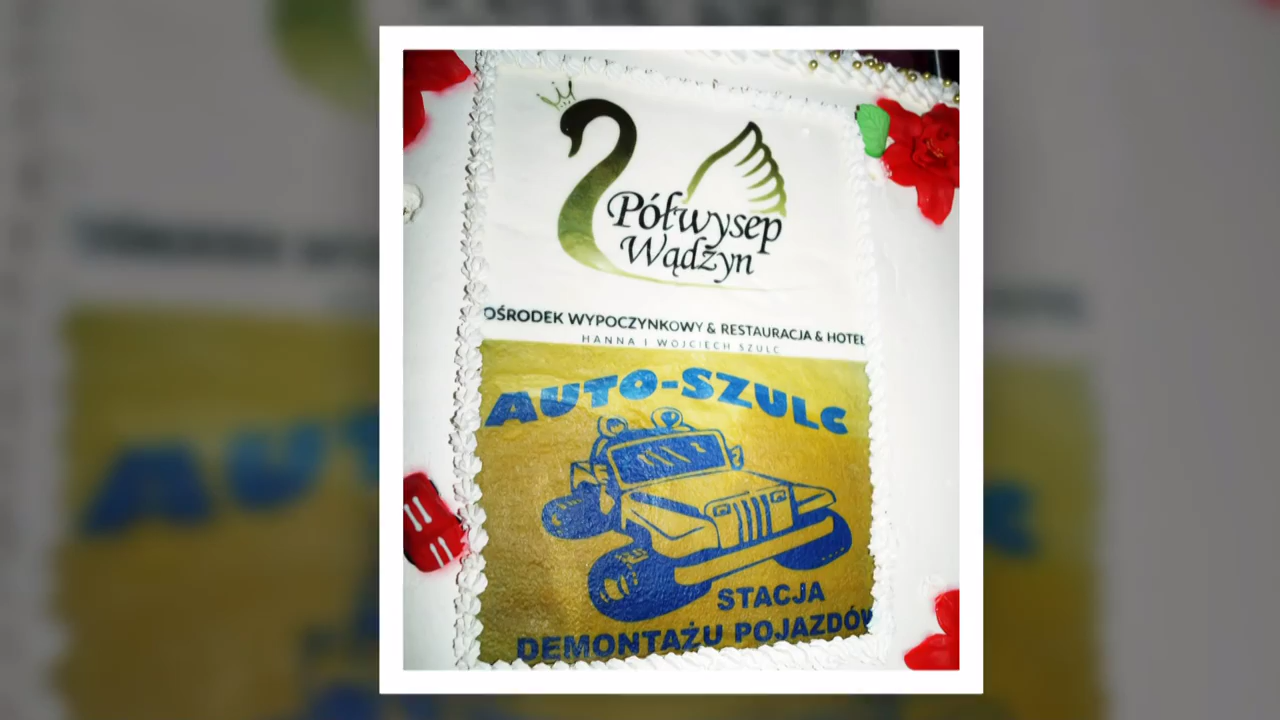 Półwysep
Wądzyn
OŚRODEK WYPOCZYNKOWY & RESTAURACJA & HOTEL
HANNA I WOJCIECH SZULC
AUTO-SZULC
STACJA
DEMONTAŻU POJAZDÓW